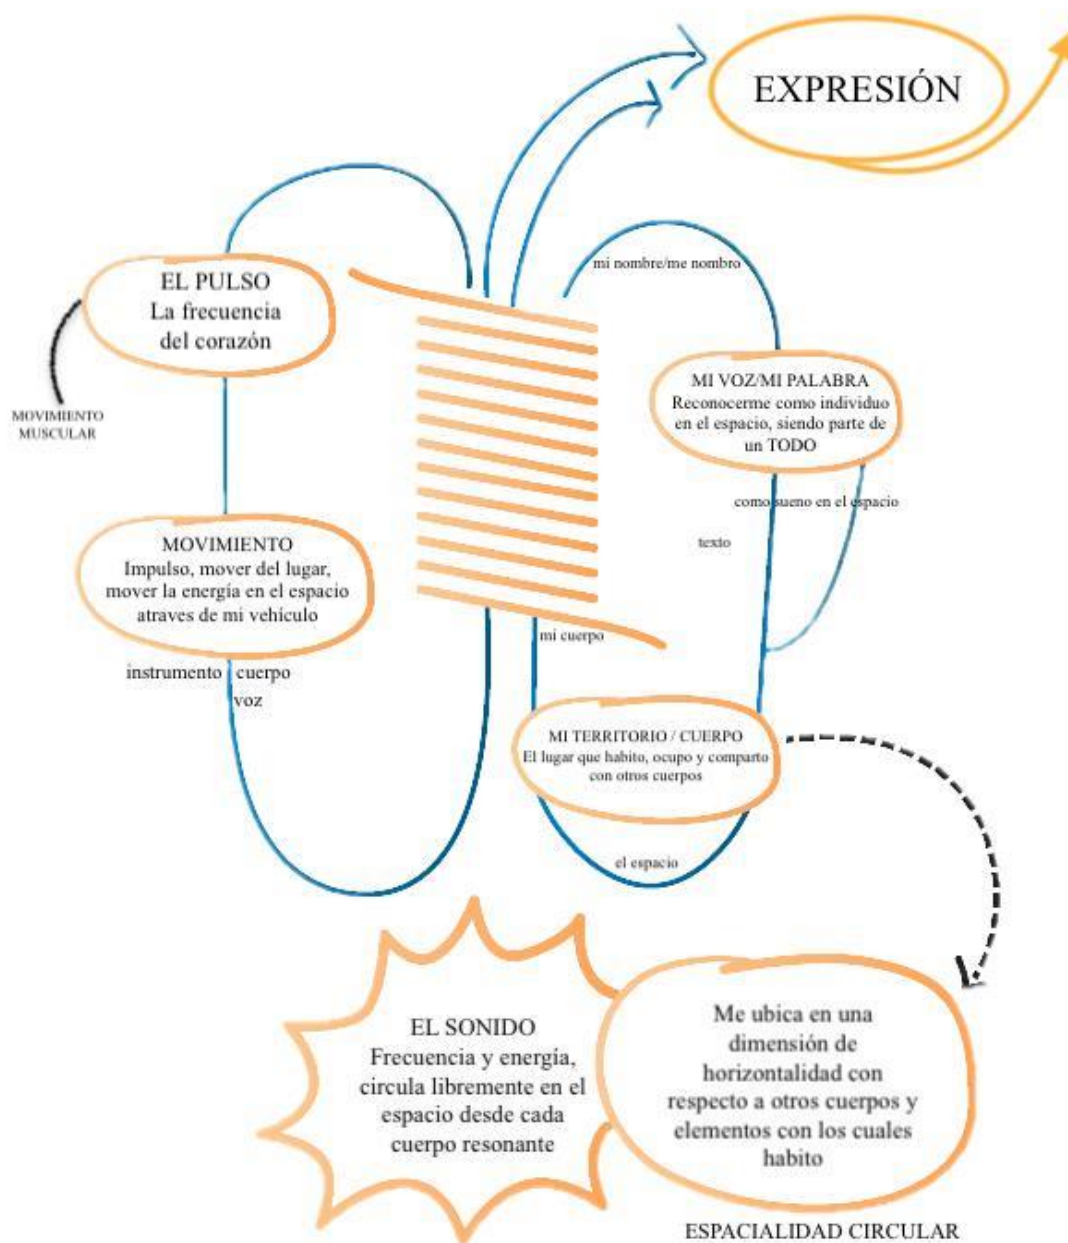 EXPRESIÓN
mi nombre/me nombro
EL PULSO
La frecuencia
del corazón
MOVIMIENTO
MUSCULAR
MI VOZ/MI PALABRA
Reconocerme como individuo
en el espacio, siendo parte de
un TODO
como sueno en el espacio
texto
MOVIMIENTO
Impulso, mover del lugar,
mover la energía en el espacio
atraves de mi vehículo
instrumento cuerpo
voz
mi cuerpo
MI TERRITORIO / CUERPO
El lugar que habito, ocupo y comparto
con otros cuerpos
el espacio
EL SONIDO
Frecuencia y energía,
circula libremente en el
espacio desde cada
cuerpo resonante
Me ubica en una
dimensión de
horizontalidad con
respecto a otros cuerpos y
elementos con los cuales
habito
ESPACIALIDAD CIRCULAR